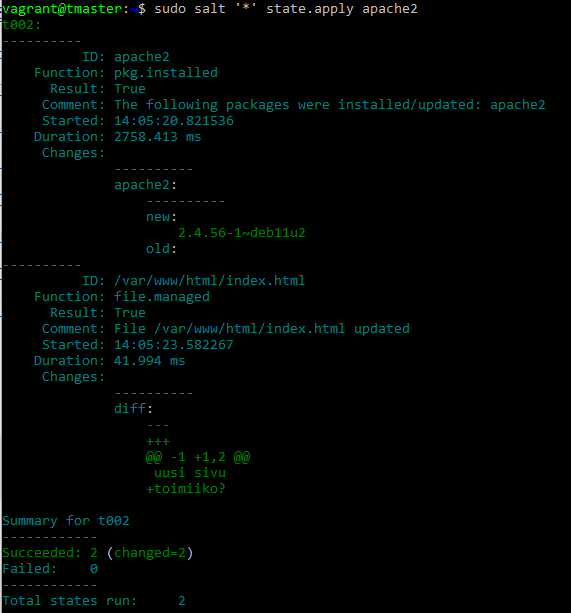 vagrant@tmaster:~$ sudo salt '*' state.apply apache2
t002:
----------
          ID: apache2
    Function: pkg.installed
      Result: True
     Comment: The following packages were installed/updated: apache2
     Started: 14:05:20.821536
    Duration: 2758.413 ms
     Changes:
              ----------
              apache2:
                  ----------
                  new:
                      2.4.56-1~deb11u2
                  old:
----------
          ID: /var/www/html/index.html
    Function: file.managed
      Result: True
     Comment: File /var/www/html/index.html updated
     Started: 14:05:23.582267
    Duration: 41.994 ms
     Changes:
              ----------
              diff:
                  ---
                  +++
                  @@ -1 +1,2 @@
                   uusi sivu
                  +toimiiko?

Summary for t002
------------
Succeeded: 2 (changed=2)
Failed:    0
------------
Total states run:     2